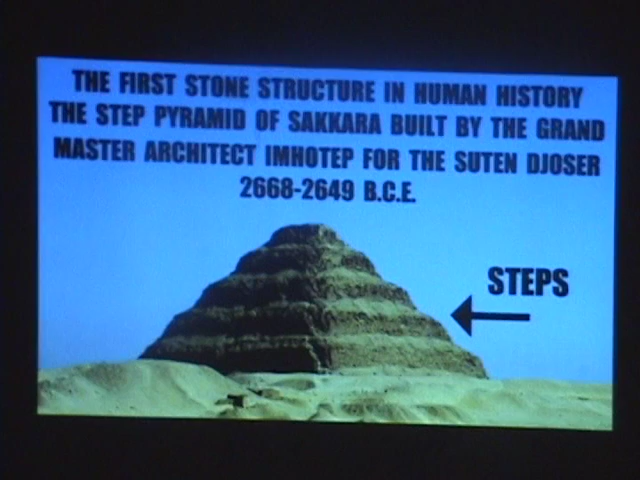 THE FIRST STONE STRUCTURE IN HUMAN HISTORY
THE STEP PYRAMID OF SAKKARA BUILT BY THE GRAND
MASTER ARCHITECT IMHOTEP FOR THE SUTEN DJOSER
2668-2649 B.C.E.
STEPS